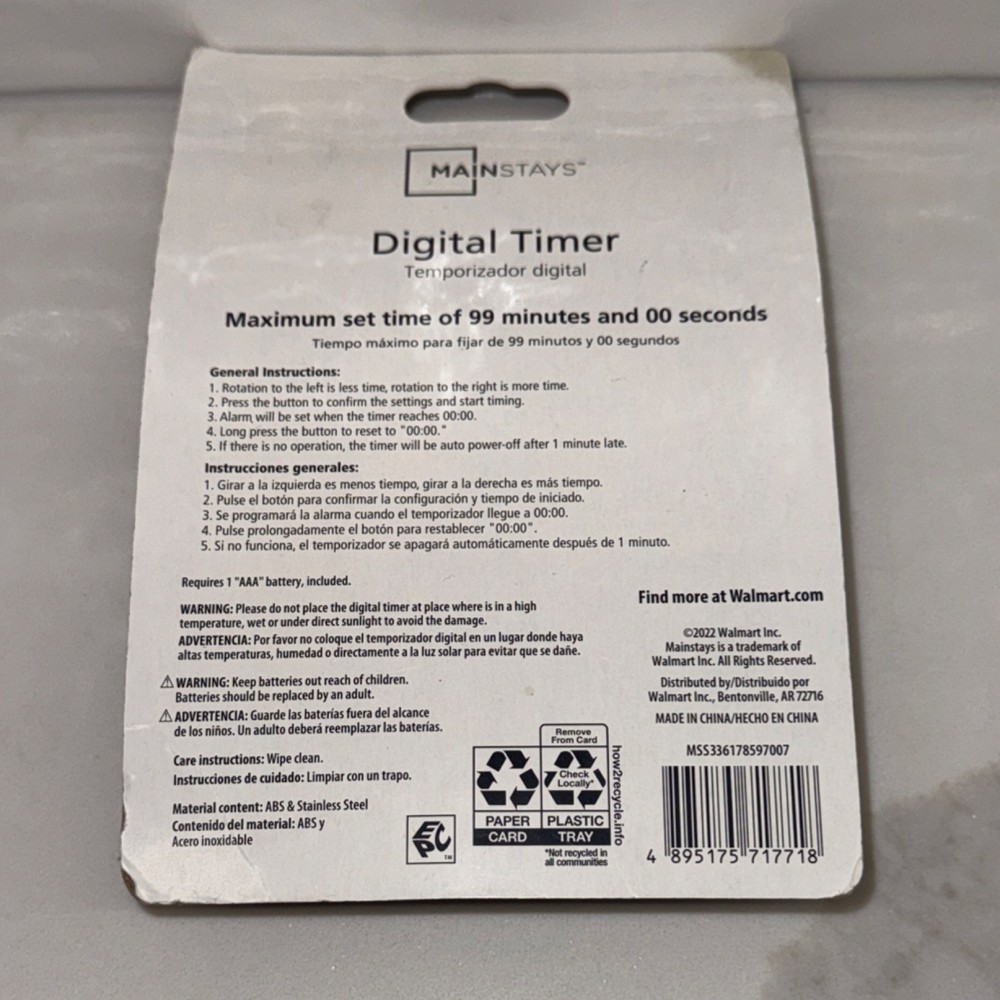 MAINSTAYS™
Digital Timer
Temporizador digital
Maximum set time of 99 minutes and 00 seconds
Tiempo máximo para fijar de 99 minutos y 00 segundos
General Instructions:
1. Rotation to the left is less time, rotation to the right is more time.
2. Press the button to confirm the settings and start timing.
3. Alarm will be set when the timer reaches 00:00.
4. Long press the button to reset to "00:00."
5. If there is no operation, the timer will be auto power-off after 1 minute late.
Instrucciones generales:
1. Girar a la izquierda es menos tiempo, girar a la derecha es más tiempo.
2. Pulse el botón para confirmar la configuración y tiempo de iniciado.
3. Se programará la alarma cuando el temporizador llegue a 00:00.
4. Pulse prolongadamente el botón para restablecer "00:00".
5. Si no funciona, el temporizador se apagará automáticamente después de 1 minuto.
Requires 1 "AAA" battery, included.
WARNING: Please do not place the digital timer at place where is in a high
temperature, wet or under direct sunlight to avoid the damage.
ADVERTENCIA: Por favor no coloque el temporizador digital en un lugar donde haya
altas temperaturas, humedad o directamente a la luz solar para evitar que se dañe.
⚠ WARNING: Keep batteries out reach of children.
Batteries should be replaced by an adult.
⚠ ADVERTENCIA: Guarde las baterías fuera del alcance
de los niños. Un adulto deberá reemplazar las baterías.
Care instructions: Wipe clean.
Instrucciones de cuidado: Limpiar con un trapo.
Material content: ABS & Stainless Steel
Contenido del material: ABS y
Acero inoxidable
EPC™
Remove
From Card
Check
Locally*
PAPER
CARD
PLASTIC
TRAY
*Not recycled in
all communities
how2recycle.info
Find more at Walmart.com
©2022 Walmart Inc.
Mainstays is a trademark of
Walmart Inc. All Rights Reserved.
Distributed by/Distribuido por
Walmart Inc., Bentonville, AR 72716
MADE IN CHINA/HECHO EN CHINA
MSS336178597007
4 895175 717718